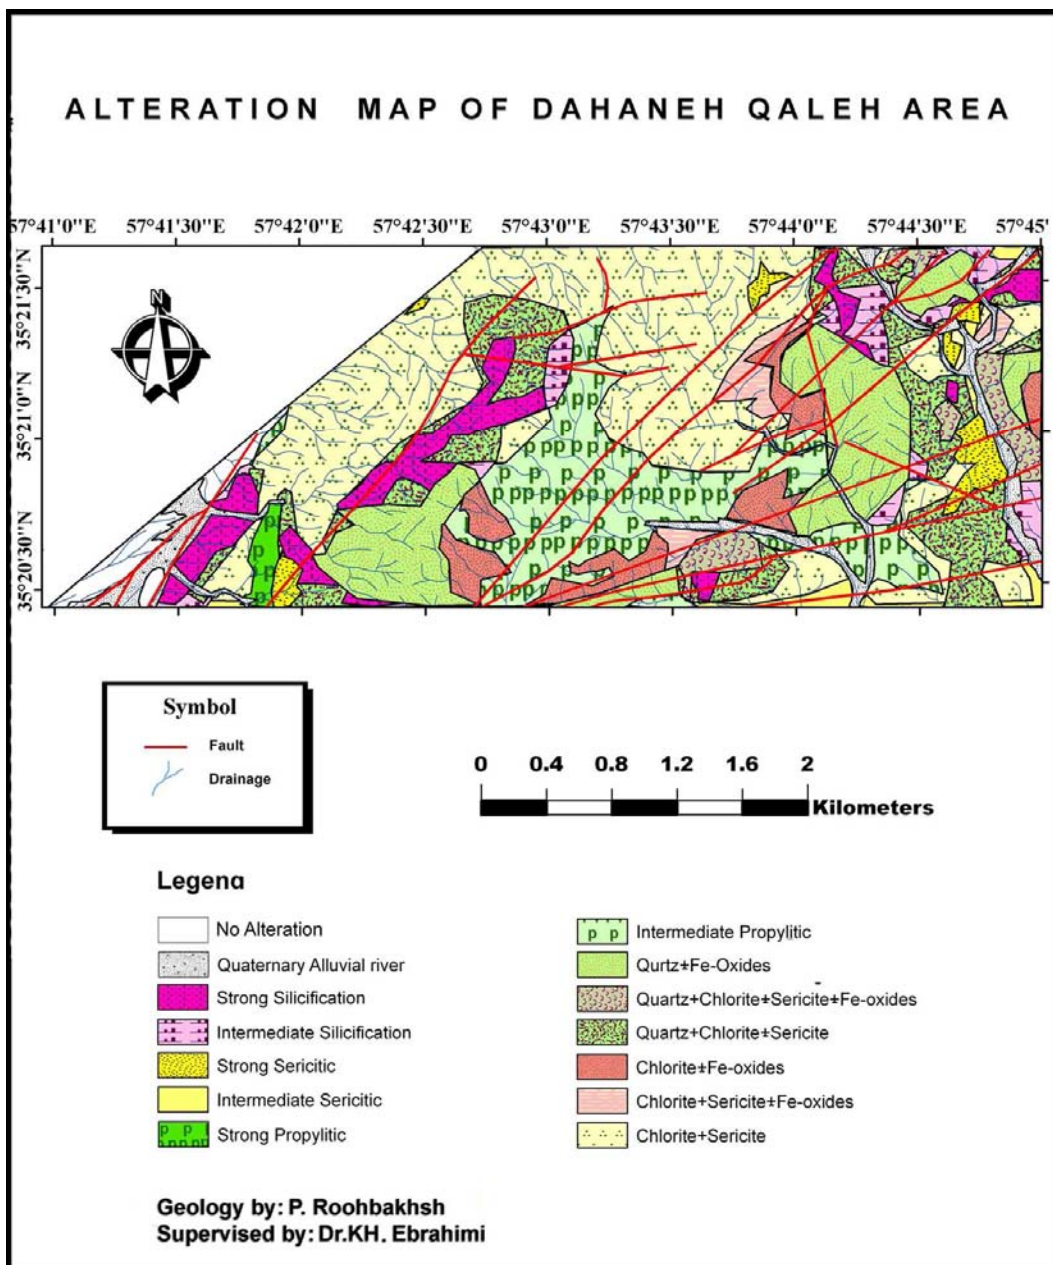 ALTERATION MAP OF DAHANEH QALEH AREA
57°41'0"E 57°41'30"E 57°42'0"E 57°42'30"E 57°43'0"E 57°43'30"E 57°44'0"E 57°44'30"E 57°45'
35°21'30"N
35°21'0"N
35°20'30"N
N
Symbol
Fault
Drainage
0 0.4 0.8 1.2 1.6 2
Kilometers
Legena
No Alteration
Quaternary Alluvial river
Strong Silicification
Intermediate Silicification
Strong Sericitic
Intermediate Sericitic
Strong Propylitic
Intermediate Propylitic
Qurtz±Fe-Oxides
Quartz+Chlorite±Sericite±Fe-oxides
Quartz+Chlorite±Sericite
Chlorite±Fe-oxides
Chlorite+Sericite±Fe-oxides
Chlorite+Sericite
Geology by: P. Roohbakhsh
Supervised by: Dr.KH. Ebrahimi